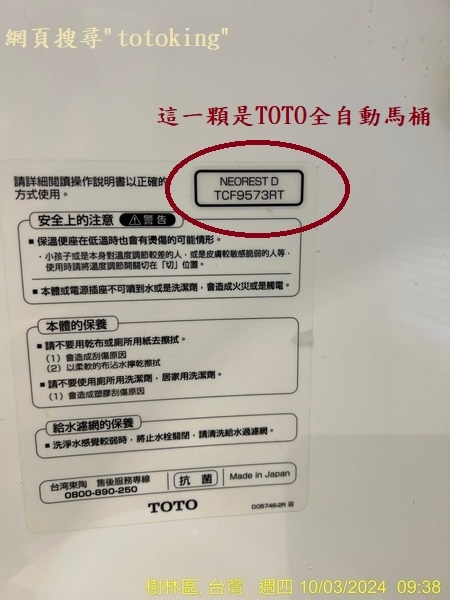 網頁搜尋"totoking"
這一顆是TOTO全自動馬桶
請詳細閱讀操作說明書以正確的
方式使用。
NEOREST D
TCF9573RT
安全上的注意 警告
■ 保溫便座在低溫時也會有燙傷的可能情形。
・小孩子或是本身對溫度調節較差的人，或是皮膚較敏感脆弱的人等，
使用時請將溫度調節開關切在「切」位置。
■ 本體或電源插座不可噴到水或是洗潔劑，會造成火災或是觸電。
本體的保養
■ 請不要用乾布或廁所用紙去擦拭。
(1) 會造成刮傷原因
(2) 以柔軟的布沾水擰乾擦拭
■ 請不要使用廁所用洗潔劑，居家用洗潔劑。
(1) 會造成塑膠刮傷原因
給水濾網的保養
■ 洗淨水感覺較弱時，將止水栓關閉，請清洗給水過濾網。
台湾東陶 售後服務專線
0800-890-250
抗菌
Made in Japan
TOTO
D05746-2R
樹林區, 台灣 週四 10/03/2024 09:38